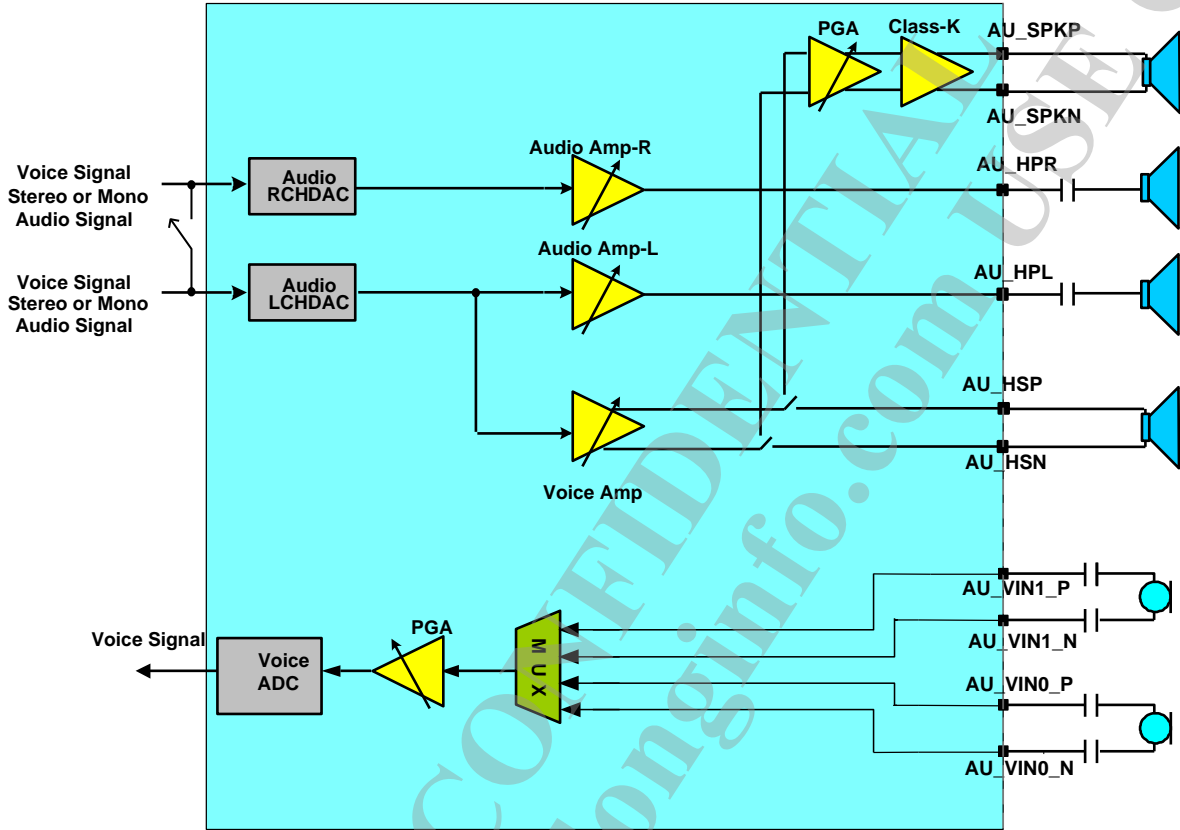 PGA
Class-K
AU_SPKP
AU_SPKN
Audio Amp-R
AU_HPR
Voice Signal
Stereo or Mono
Audio Signal
Audio
RCHDAC
Audio Amp-L
AU_HPL
Voice Signal
Stereo or Mono
Audio Signal
Audio
LCHDAC
AU_HSP
AU_HSN
Voice Amp
AU_VIN1_P
AU_VIN1_N
Voice Signal
Voice
ADC
PGA
MUX
AU_VIN0_P
AU_VIN0_N
CONFIDENTIAL
onginfo.com USE